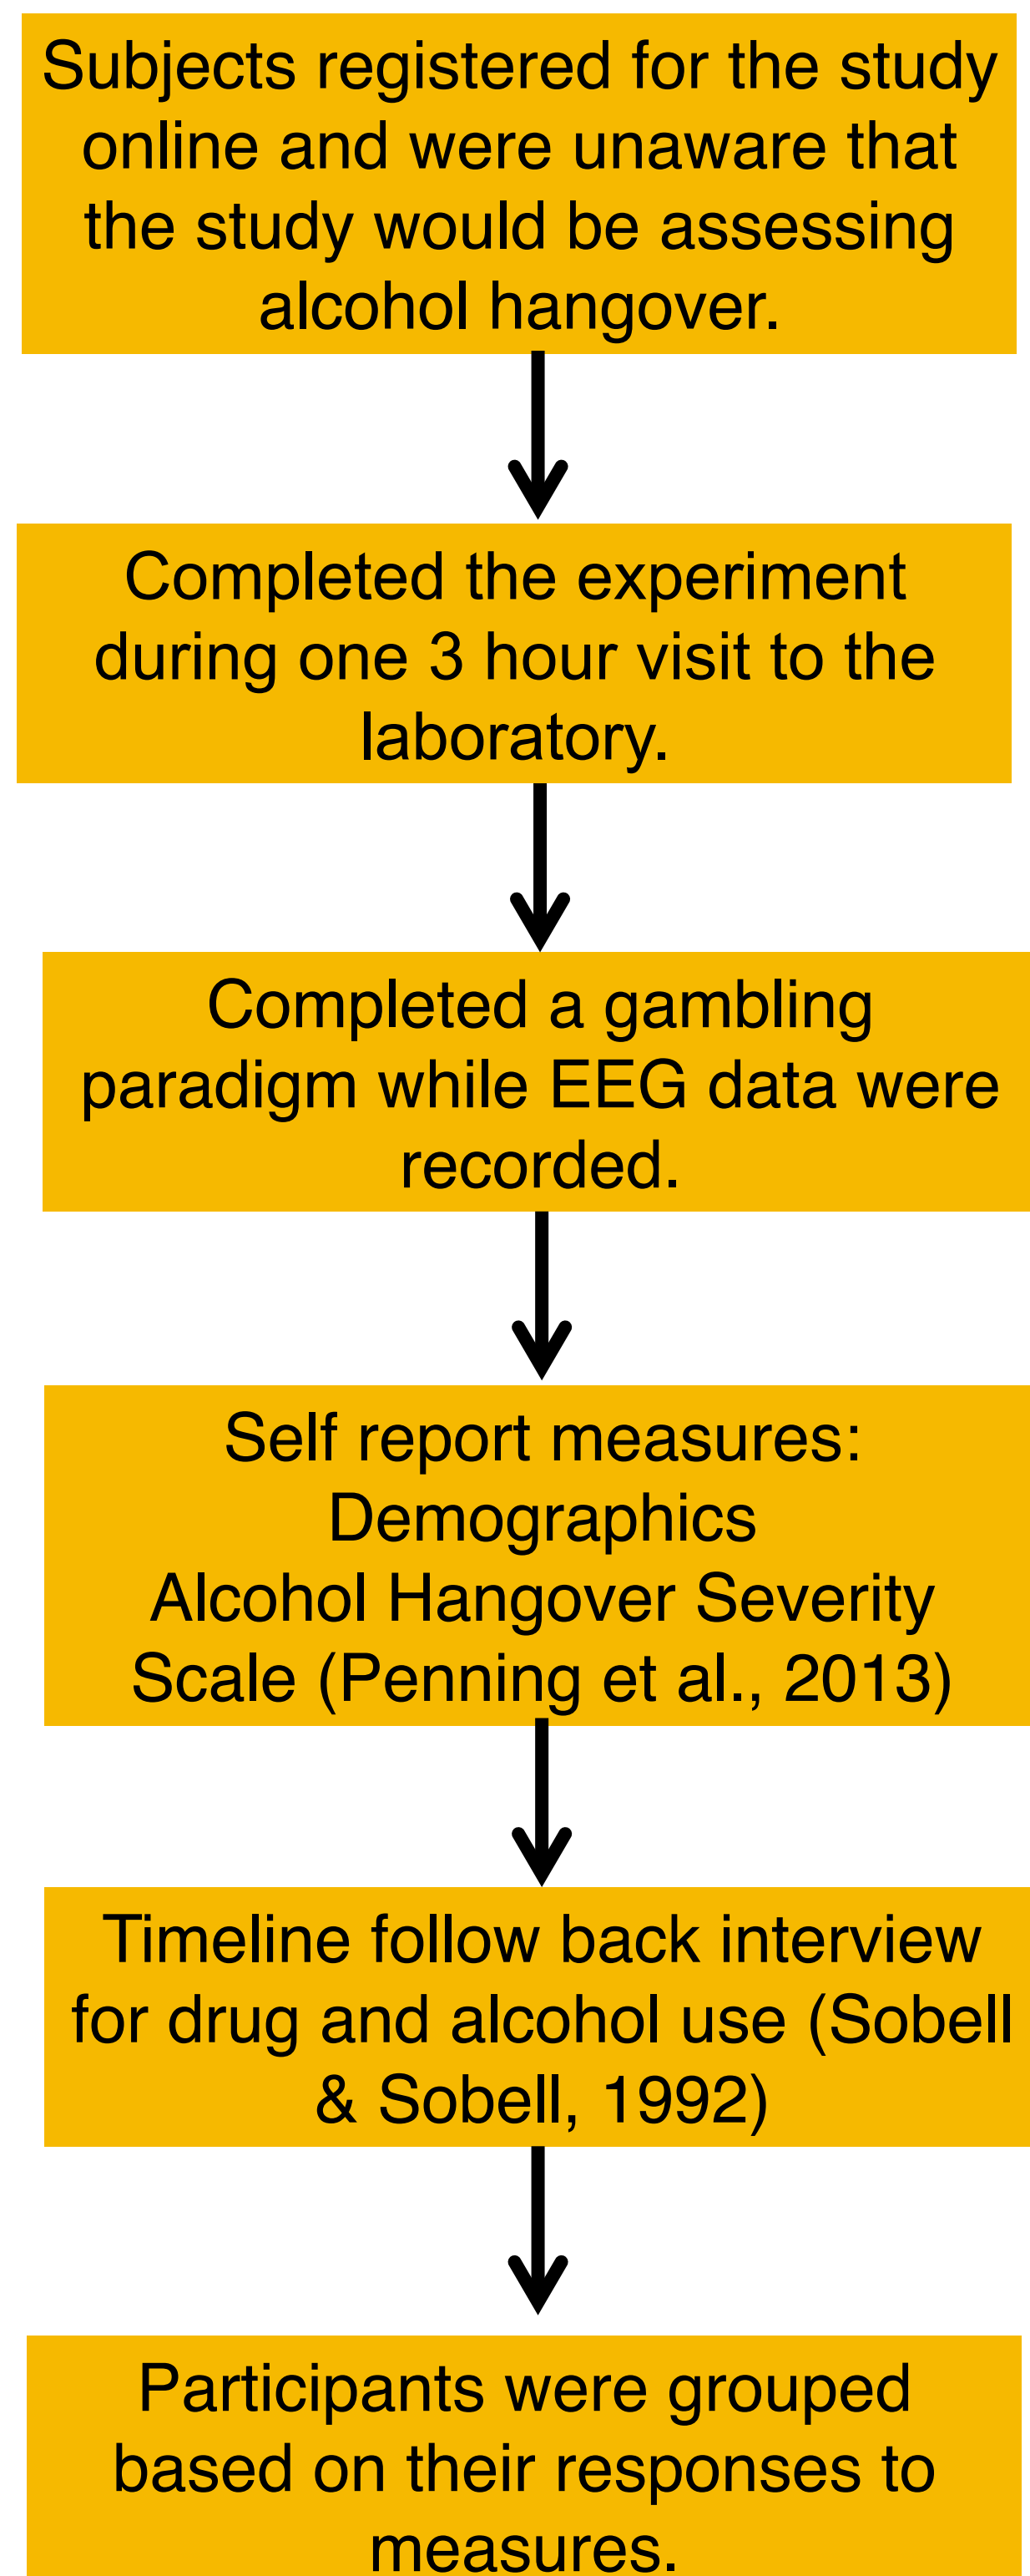 Subjects registered for the study
online and were unaware that
the study would be assessing
alcohol hangover.
Completed the experiment
during one 3 hour visit to the
laboratory.
Completed a gambling
paradigm while EEG data were
recorded.
Self report measures:
Demographics
Alcohol Hangover Severity
Scale (Penning et al., 2013)
Timeline follow back interview
for drug and alcohol use (Sobell
& Sobell, 1992)
Participants were grouped
based on their responses to
measures.